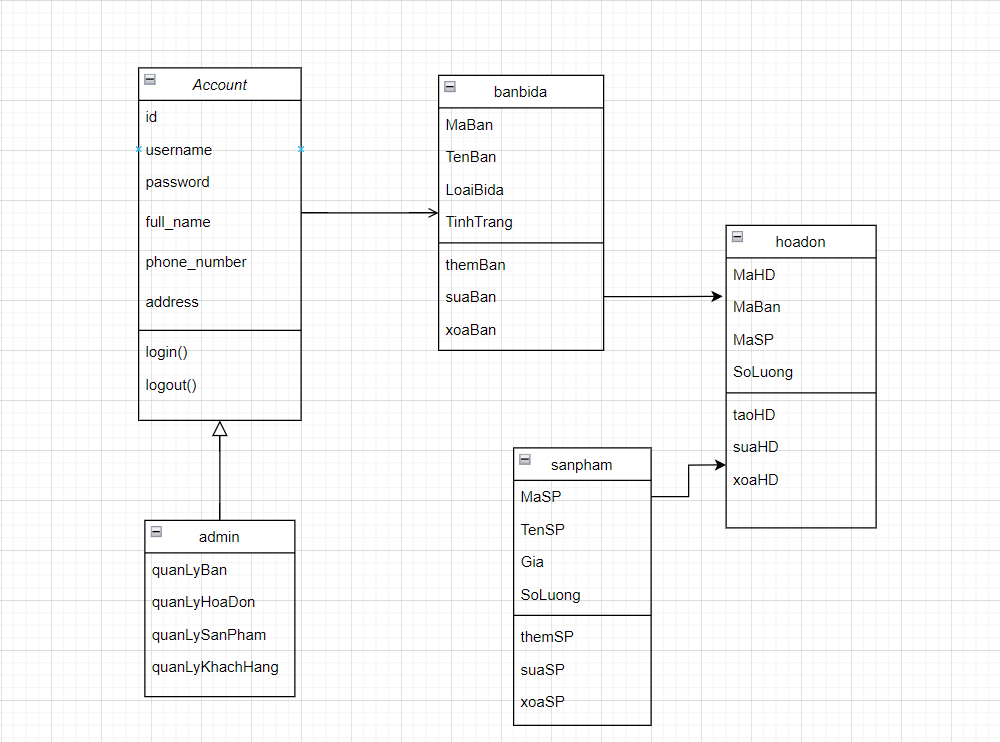 Account
id
username
password
full_name
phone_number
address
login()
logout()
banbida
MaBan
TenBan
LoaiBida
TinhTrang
themBan
suaBan
xoaBan
hoadon
MaHD
MaBan
MaSP
SoLuong
taoHD
suaHD
xoaHD
sanpham
MaSP
TenSP
Gia
SoLuong
themSP
suaSP
xoaSP
admin
quanLyBan
quanLyHoaDon
quanLySanPham
quanLyKhachHang